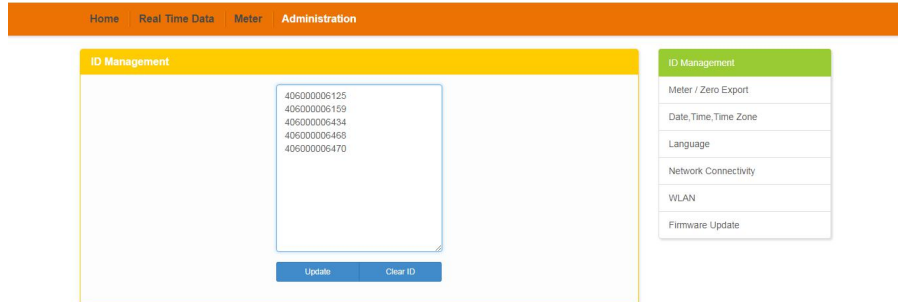 Home Real Time Data Meter Administration
ID Management
406000006125
406000006159
406000006434
406000006468
406000006470
Update Clear ID
ID Management
Meter / Zero Export
Date,Time,Time Zone
Language
Network Connectivity
WLAN
Firmware Update